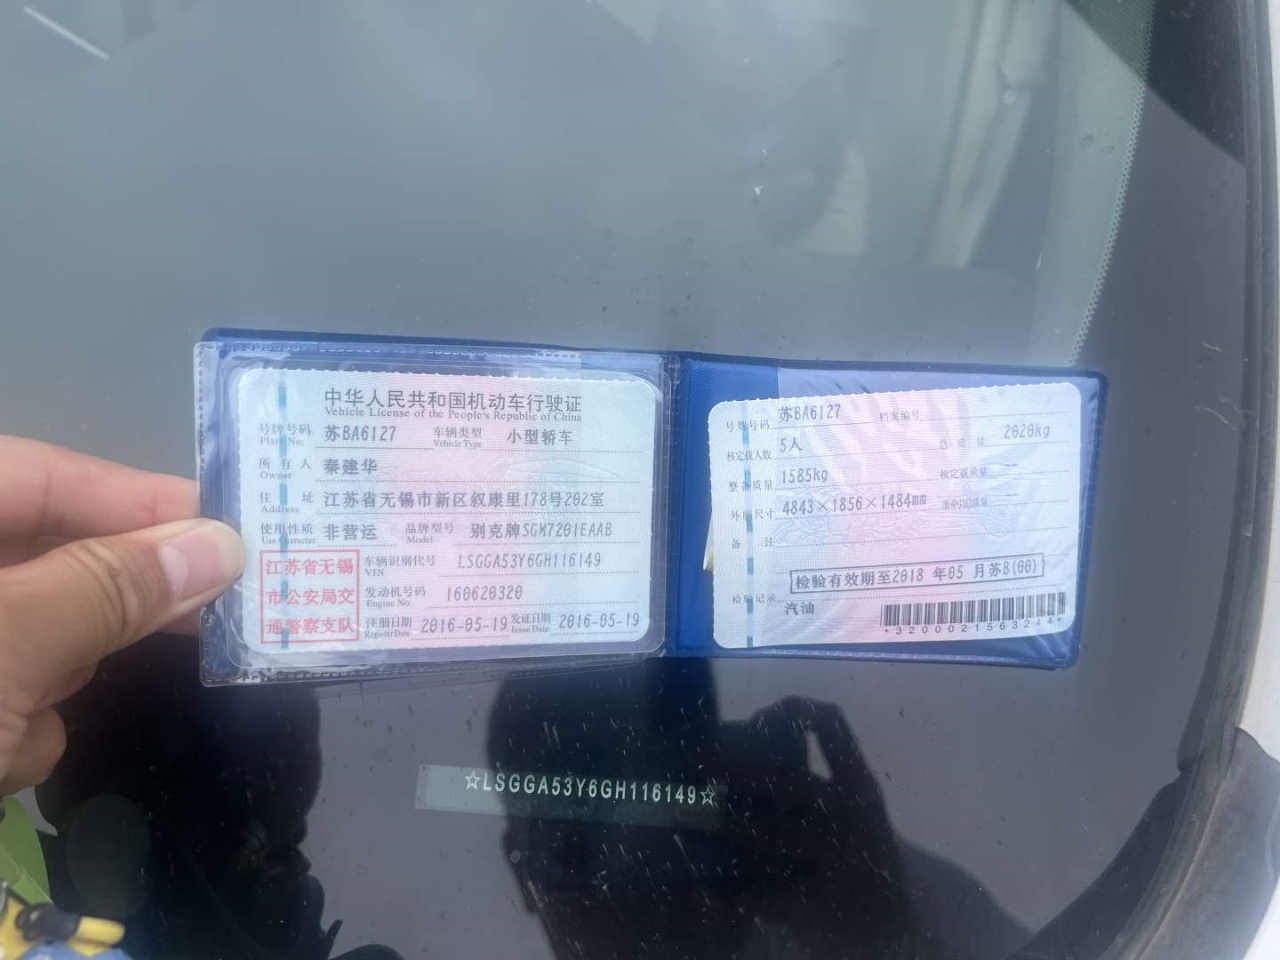 中华人民共和国机动车行驶证
Vehicle License of the People's Republic of China
号牌号码 苏BA6127 车辆类型 小型轿车
Plate No. Vehicle Type
所有人 秦建华
Owner
住址 江苏省无锡市新区叙康里178号202室
Address
使用性质 非营运 品牌型号 别克牌SGM7201EAAB
Use Character Model
江苏省无锡
市公安局交
通警察支队
车辆识别代号 LSGGA53Y6GH116149
VIN
发动机号码 160620320
Engine No.
注册日期 2016-05-19 发证日期 2016-05-19
Register Date Issue Date
号牌号码 苏BA6127 档案编号
核定载人数 5人 总质量 2020kg
整备质量 1585kg 核定载质量 --
外廓尺寸 4843×1856×1484mm --
备注
检验有效期至2018年05月苏B(00)
检验记录
汽油
*3200021563244*
☆LSGGA53Y6GH116149☆